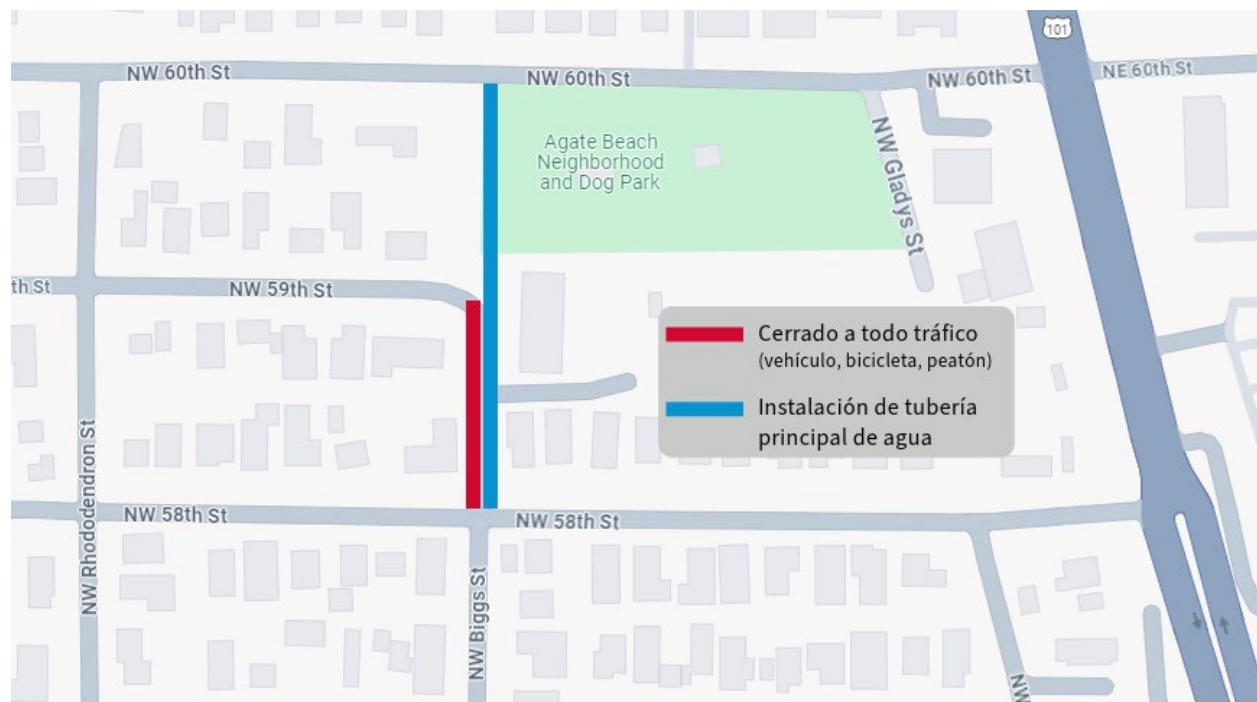 101
NW 60th St
NW 60th St
NW 60th St
NE 60th St
Agate Beach
Neighborhood
and Dog Park
NW Gladys St
th St
NW 59th St
Cerrado a todo tráfico
(vehículo, bicicleta, peatón)
Instalación de tubería
principal de agua
NW Rhododendron St
NW 58th St
NW 58th St
NW Biggs St
NW